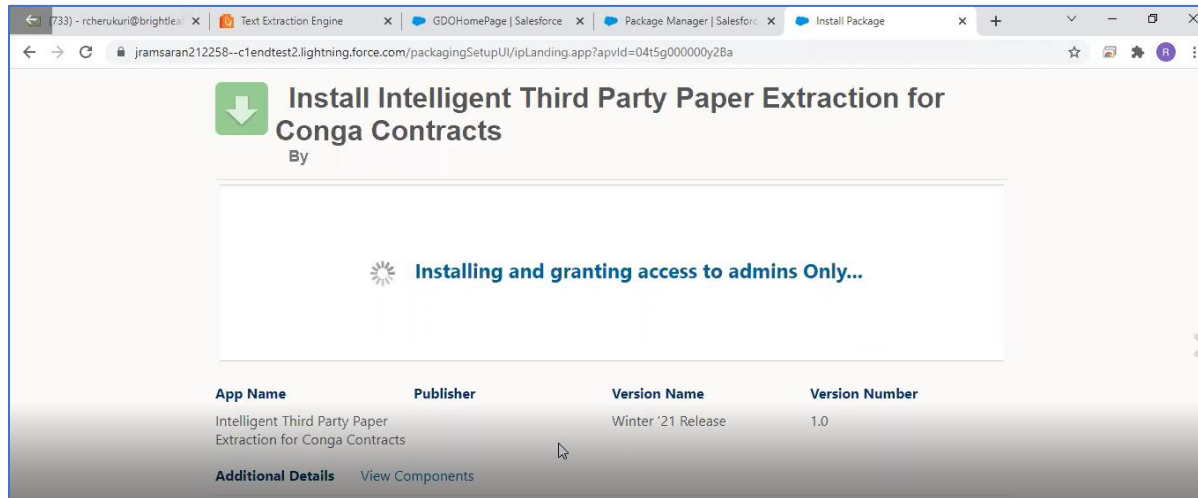 (733) - rcherukuri@brightlea
Text Extraction Engine
GDOHomePage | Salesforce
Package Manager | Salesforc
Install Package
jramsaran212258--c1endtest2.lightning.force.com/packagingSetupUI/ipLanding.app?apvId=04t5g000000y2Ba
R
Install Intelligent Third Party Paper Extraction for
Conga Contracts
By
Installing and granting access to admins Only...
App Name Publisher Version Name Version Number
Intelligent Third Party Paper Winter '21 Release 1.0
Extraction for Conga Contracts
Additional Details View Components